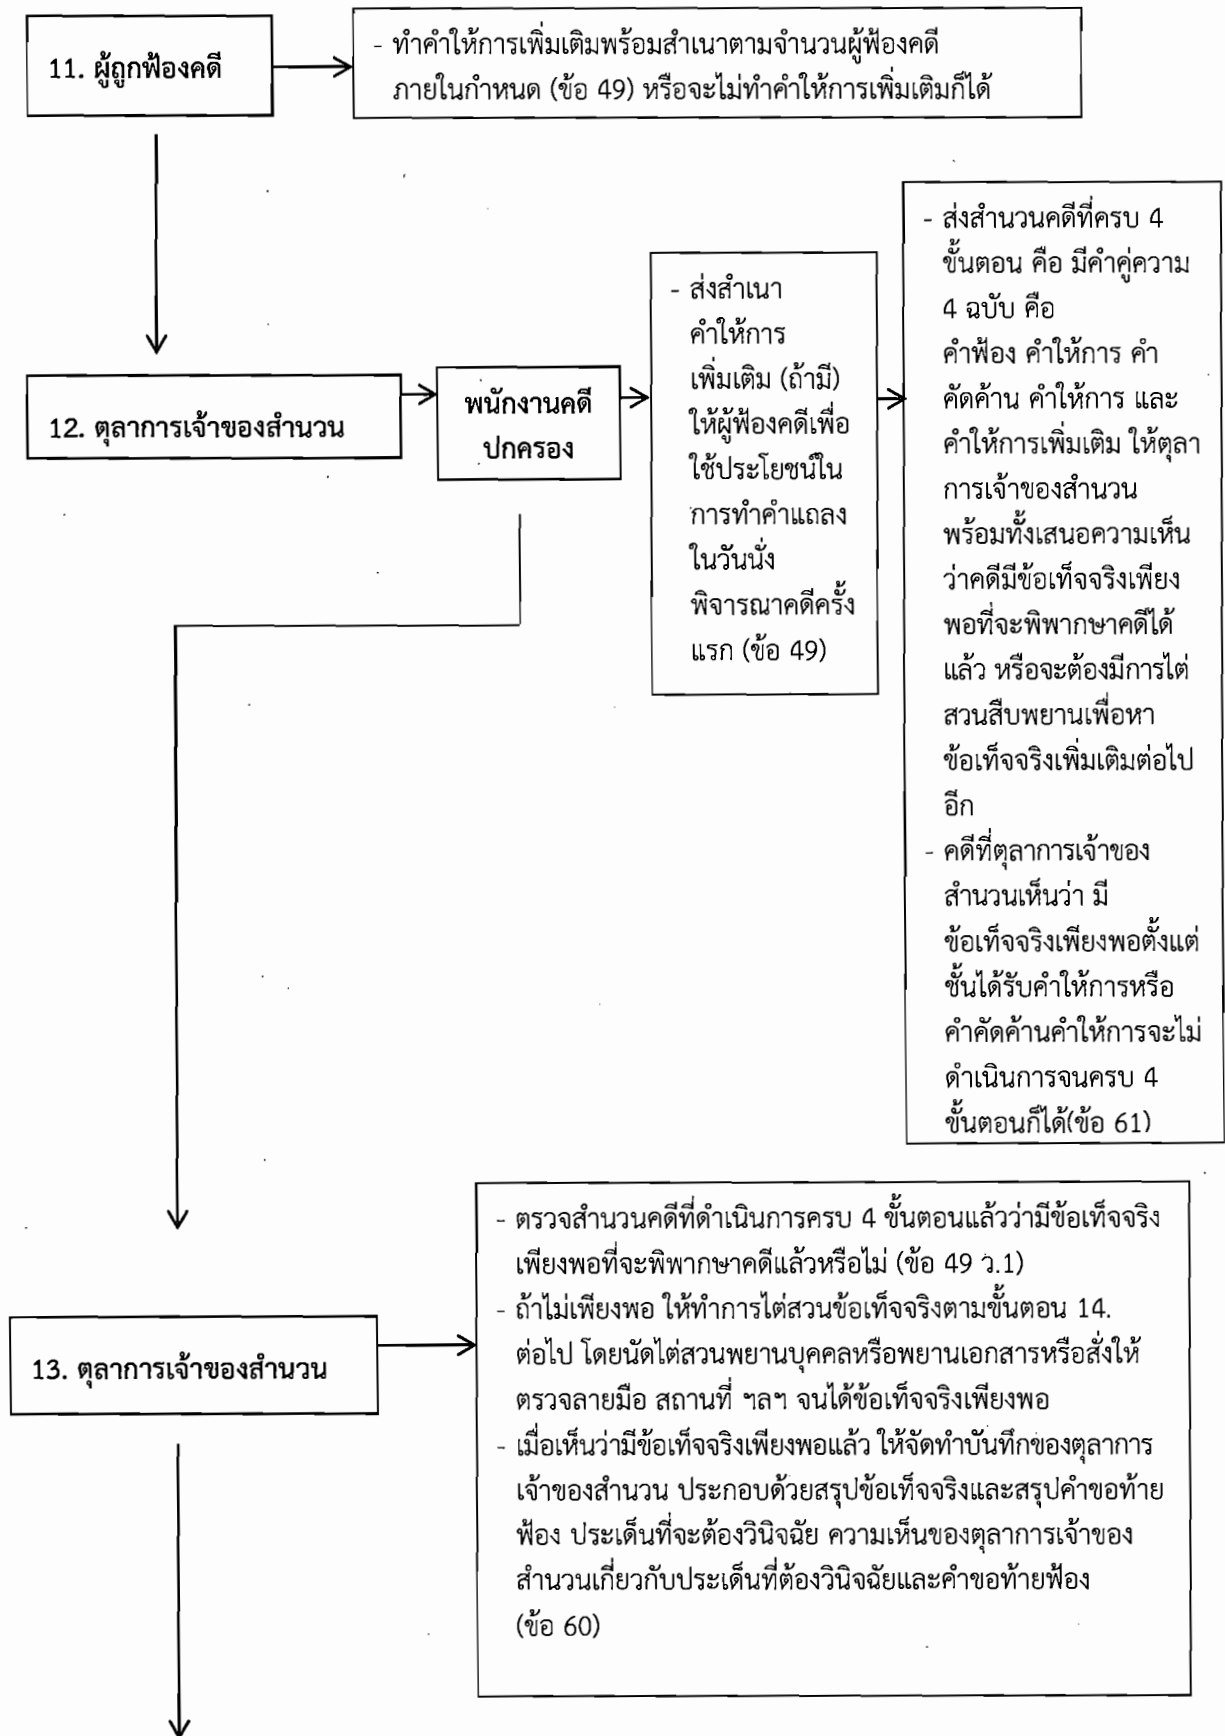 11. ผู้ถูกฟ้องคดี
- ทำคำให้การเพิ่มเติมพร้อมสำเนาตามจำนวนผู้ฟ้องคดี
ภายในกำหนด (ข้อ 49) หรือจะไม่ทำคำให้การเพิ่มเติมก็ได้
12. ตุลาการเจ้าของสำนวน
พนักงานคดี
ปกครอง
- ส่งสำเนา
คำให้การ
เพิ่มเติม (ถ้ามี)
ให้ผู้ฟ้องคดีเพื่อ
ใช้ประโยชน์ใน
การทำคำแถลง
ในวันนั่ง
พิจารณาคดีครั้ง
แรก (ข้อ 49)
- ส่งสำนวนคดีที่ครบ 4
ขั้นตอน คือ มีคำคู่ความ
4 ฉบับ คือ
คำฟ้อง คำให้การ คำ
คัดค้าน คำให้การ และ
คำให้การเพิ่มเติม ให้ตุลา
การเจ้าของสำนวน
พร้อมทั้งเสนอความเห็น
ว่าคดีมีข้อเท็จจริงเพียง
พอที่จะพิพากษาคดีได้
แล้ว หรือจะต้องมีการไต่
สวนสืบพยานเพื่อหา
ข้อเท็จจริงเพิ่มเติมต่อไป
อีก
- คดีที่ตุลาการเจ้าของ
สำนวนเห็นว่า มี
ข้อเท็จจริงเพียงพอตั้งแต่
ชั้นได้รับคำให้การหรือ
คำคัดค้านคำให้การจะไม่
ดำเนินการจนครบ 4
ขั้นตอนก็ได้(ข้อ 61)
13. ตุลาการเจ้าของสำนวน
- ตรวจสำนวนคดีที่ดำเนินการครบ 4 ขั้นตอนแล้วว่ามีข้อเท็จจริง
เพียงพอที่จะพิพากษาคดีแล้วหรือไม่ (ข้อ 49 ว.1)
- ถ้าไม่เพียงพอ ให้ทำการไต่สวนข้อเท็จจริงตามขั้นตอน 14.
ต่อไป โดยนัดไต่สวนพยานบุคคลหรือพยานเอกสารหรือสั่งให้
ตรวจลายมือ สถานที่ ฯลฯ จนได้ข้อเท็จจริงเพียงพอ
- เมื่อเห็นว่ามีข้อเท็จจริงเพียงพอแล้ว ให้จัดทำบันทึกของตุลาการ
เจ้าของสำนวน ประกอบด้วยสรุปข้อเท็จจริงและสรุปคำขอท้าย
ฟ้อง ประเด็นที่จะต้องวินิจฉัย ความเห็นของตุลาการเจ้าของ
สำนวนเกี่ยวกับประเด็นที่ต้องวินิจฉัยและคำขอท้ายฟ้อง
(ข้อ 60)